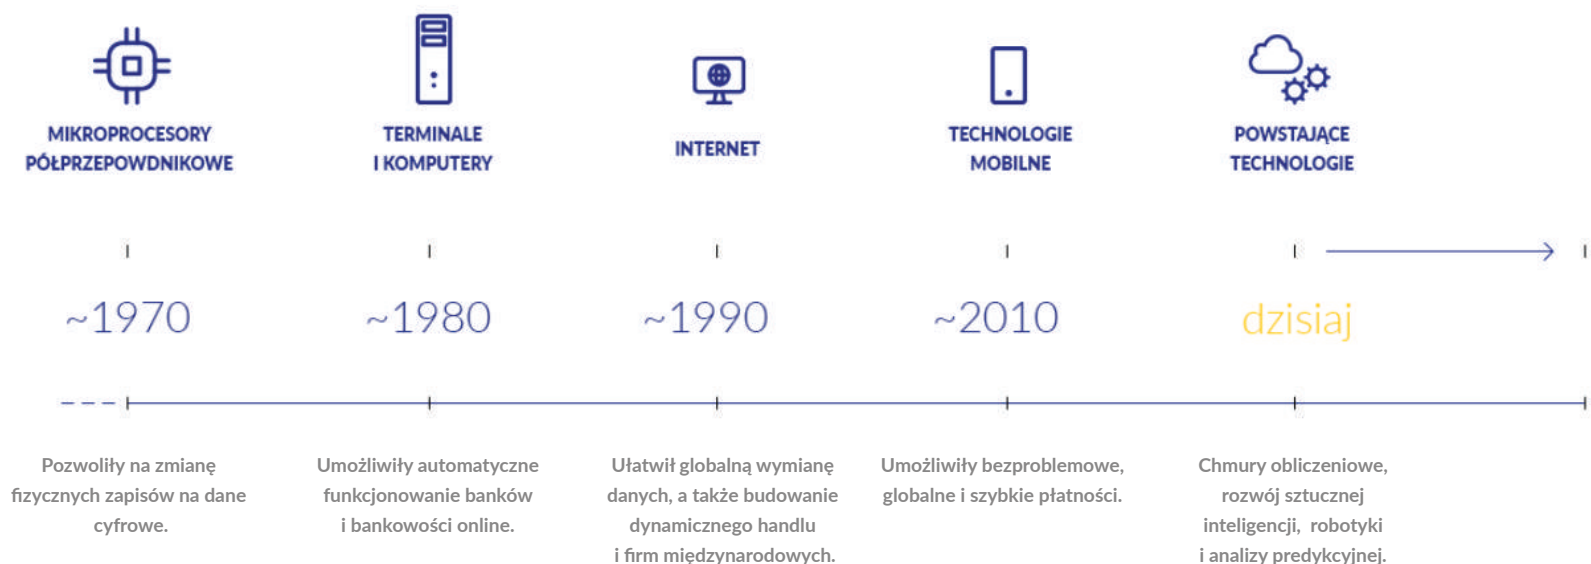 MIKROPROCESORY
PÓŁPRZEPOWDNIKOWE
TERMINALE
I KOMPUTERY
INTERNET
TECHNOLOGIE
MOBILNE
POWSTAJĄCE
TECHNOLOGIE
~1970
~1980
~1990
~2010
dzisiaj
Pozwoliły na zmianę
fizycznych zapisów na dane
cyfrowe.
Umożliwiły automatyczne
funkcjonowanie banków
i bankowości online.
Ułatwił globalną wymianę
danych, a także budowanie
dynamicznego handlu
i firm międzynarodowych.
Umożliwiły bezproblemowe,
globalne i szybkie płatności.
Chmury obliczeniowe,
rozwój sztucznej
inteligencji, robotyki
i analizy predykcyjnej.